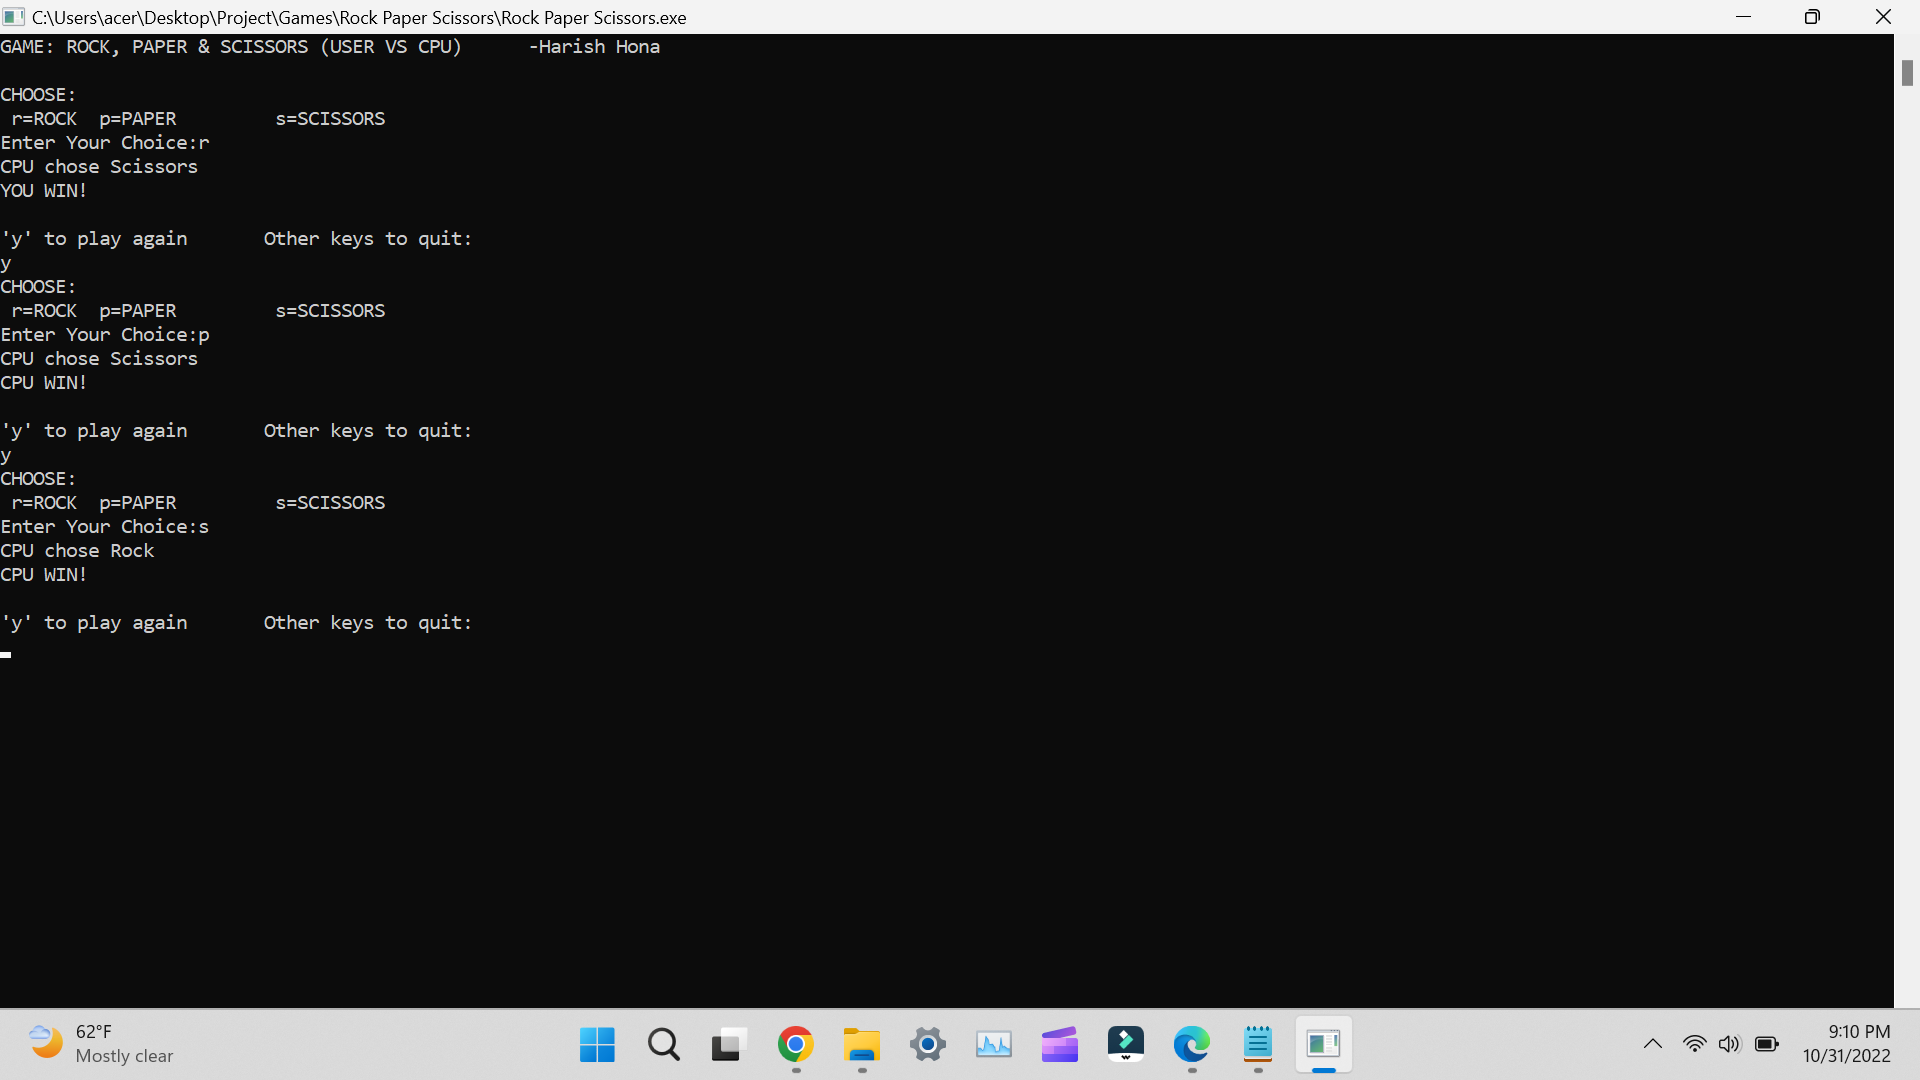 C:\Users\acer\Desktop\Project\Games\Rock Paper Scissors\Rock Paper Scissors.exe
GAME: ROCK, PAPER & SCISSORS (USER VS CPU)      -Harish Hona
CHOOSE:
 r=ROCK  p=PAPER         s=SCISSORS
Enter Your Choice:r
CPU chose Scissors
YOU WIN!
'y' to play again       Other keys to quit:
y
CHOOSE:
 r=ROCK  p=PAPER         s=SCISSORS
Enter Your Choice:p
CPU chose Scissors
CPU WIN!
'y' to play again       Other keys to quit:
y
CHOOSE:
 r=ROCK  p=PAPER         s=SCISSORS
Enter Your Choice:s
CPU chose Rock
CPU WIN!
'y' to play again       Other keys to quit:
62°F
Mostly clear
9:10 PM
10/31/2022